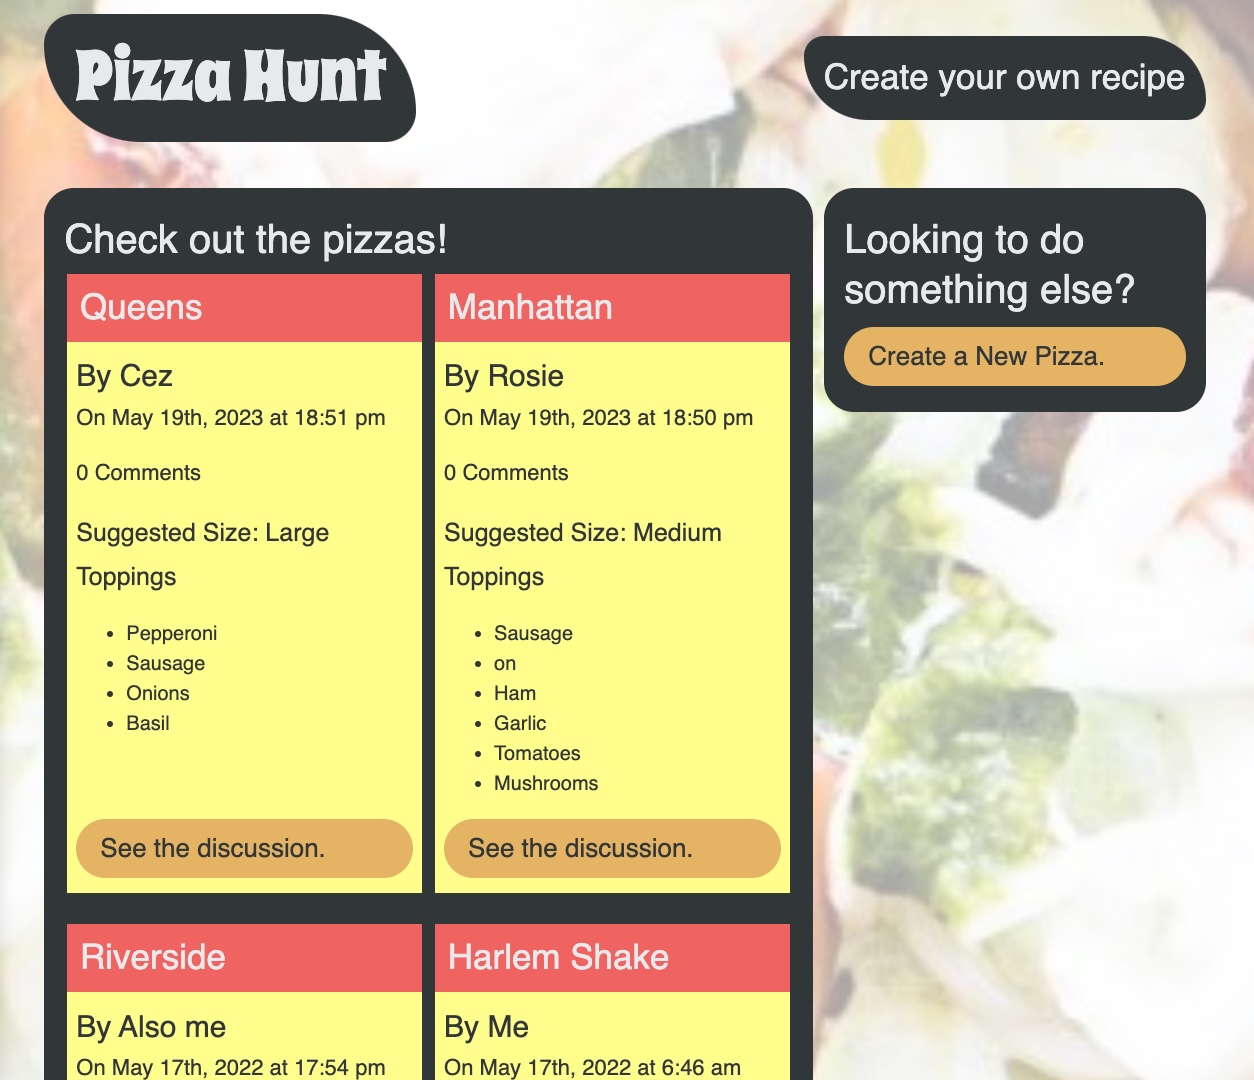 Pizza Hunt
Create your own recipe
Check out the pizzas!
Queens
By Cez
On May 19th, 2023 at 18:51 pm
0 Comments
Suggested Size: Large
Toppings
• Pepperoni
• Sausage
• Onions
• Basil
See the discussion.
Manhattan
By Rosie
On May 19th, 2023 at 18:50 pm
0 Comments
Suggested Size: Medium
Toppings
• Sausage
• on
• Ham
• Garlic
• Tomatoes
• Mushrooms
See the discussion.
Riverside
By Also me
On May 17th, 2022 at 17:54 pm
Harlem Shake
By Me
On May 17th, 2022 at 6:46 am
Looking to do
something else?
Create a New Pizza.